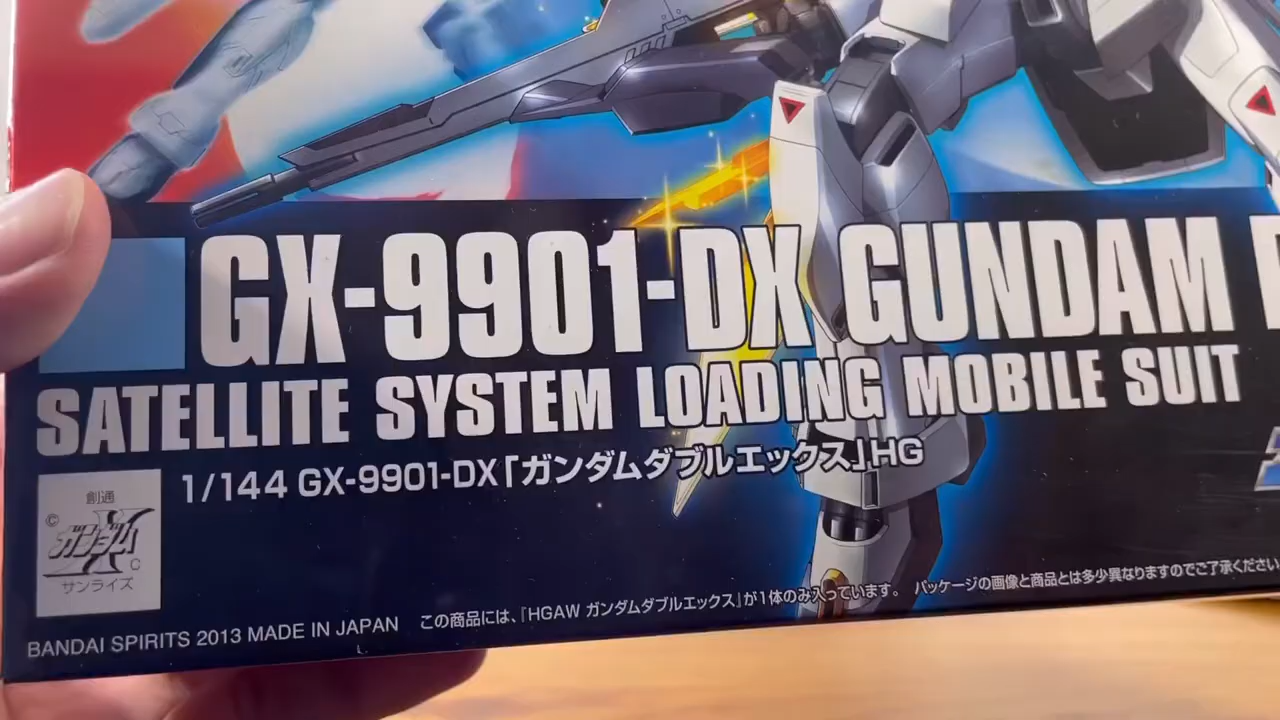 GX-9901-DX GUNDAM
SATELLITE SYSTEM LOADING MOBILE SUIT
1/144 GX-9901-DX「ガンダムダブルエックス」HG
創通
© ガンダムX C
サンライズ
BANDAI SPIRITS 2013 MADE IN JAPAN この商品には、『HGAW ガンダムダブルエックス』が1体のみ入っています。 パッケージの画像と商品とは多少異なりますのでご了承ください